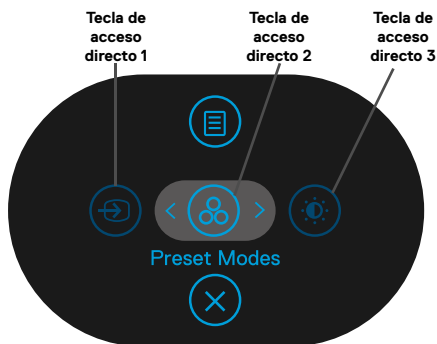 Tecla de
acceso
directo 1
Tecla de
acceso
directo 2
Tecla de
acceso
directo 3
Preset Modes